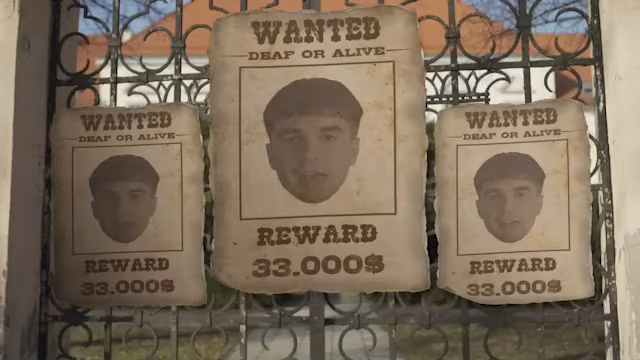 WANTED
DEAF OR ALIVE
REWARD
33.000$
WANTED
DEAF OR ALIVE
REWARD
33.000$
WANTED
DEAF OR ALIVE
REWARD
33.000$